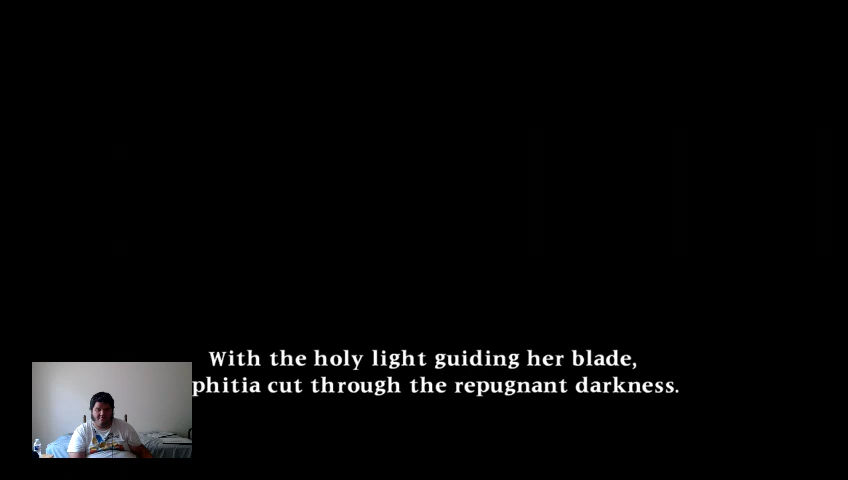 With the holy light guiding her blade,
phitia cut through the repugnant darkness.